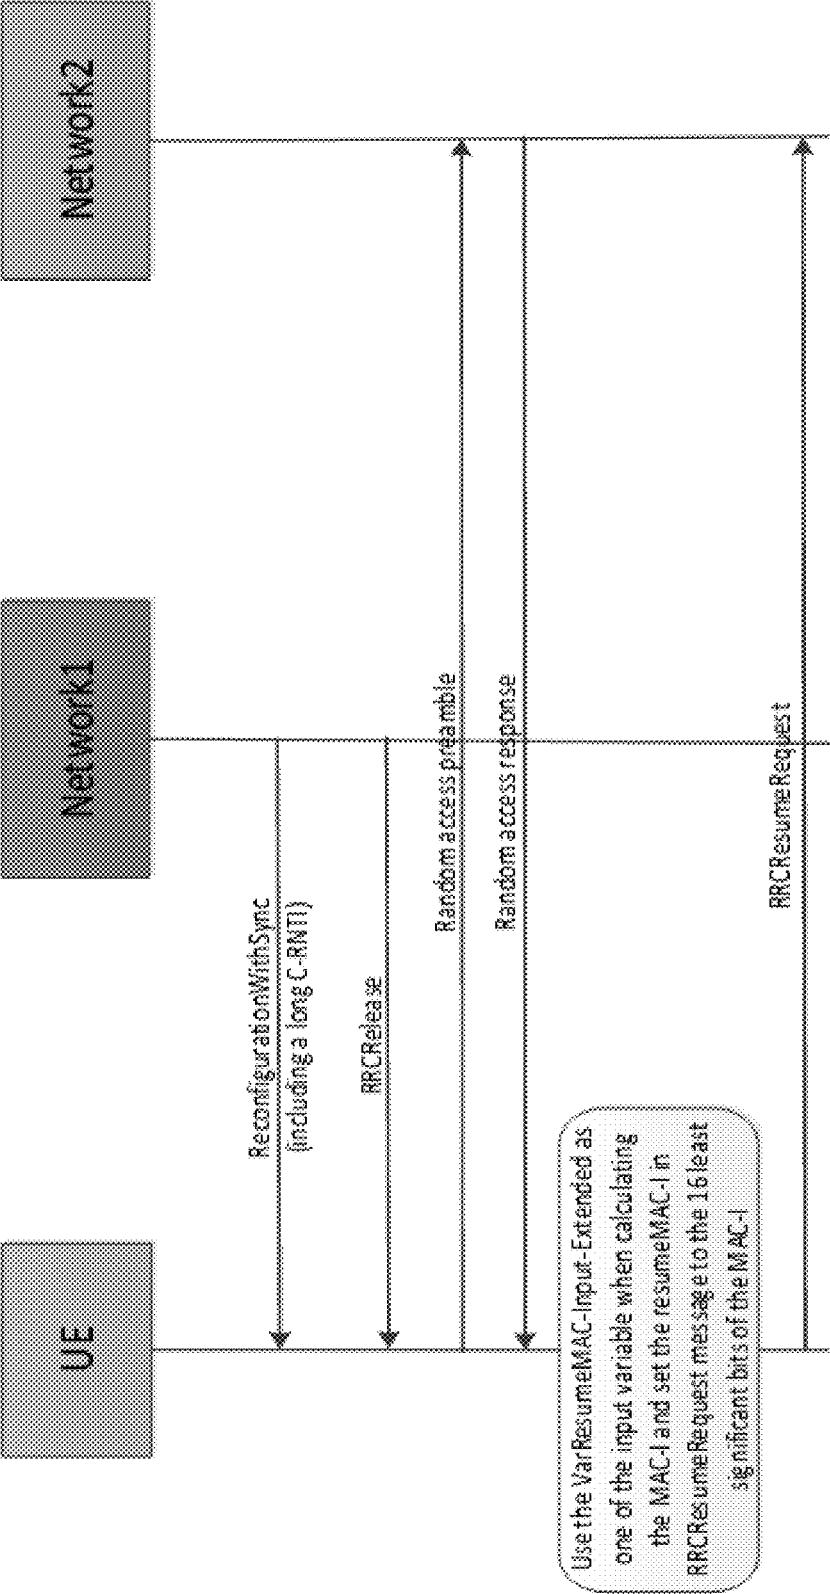 UE
Network1
Network2
ReconfigurationWithSync
(including a long C-RNTI)
RRCRelease
Random access preamble
Random access response
Use the VarResumeMAC-Input-Extended as
one of the input variable when calculating
the MAC-I and set the resumeMAC-I in
RRCResumeRequest message to the 16 least
significant bits of the MAC-I
RRCResumeRequest